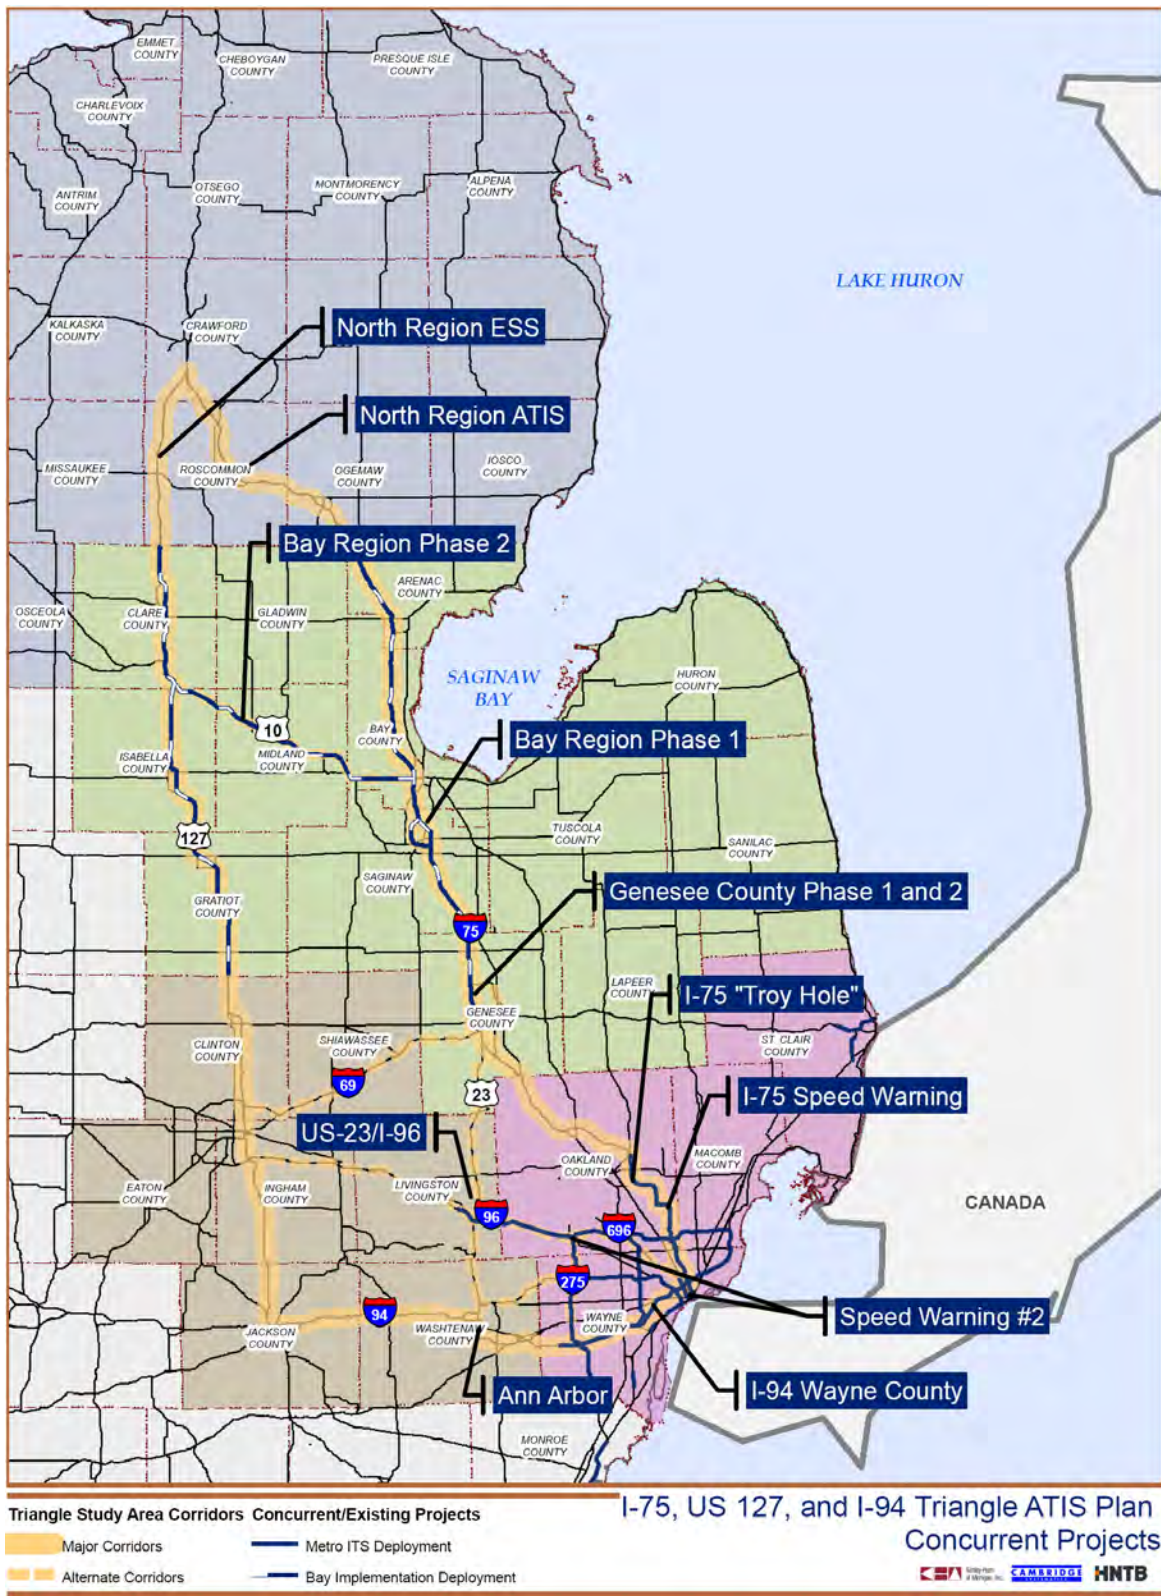 EMMET
COUNTY
CHEBOYGAN
COUNTY
PRESQUE ISLE
COUNTY
CHARLEVOIX
COUNTY
ANTRIM
COUNTY
OTSEGO
COUNTY
MONTMORENCY
COUNTY
ALPENA
COUNTY
LAKE HURON
KALKASKA
COUNTY
CRAWFORD
COUNTY
North Region ESS
North Region ATIS
MISSAUKEE
COUNTY
ROSCOMMON
COUNTY
OGEMAW
COUNTY
IOSCO
COUNTY
Bay Region Phase 2
OSCEOLA
COUNTY
CLARE
COUNTY
GLADWIN
COUNTY
ARENAC
COUNTY
SAGINAW
BAY
HURON
COUNTY
10
BAY
COUNTY
Bay Region Phase 1
ISABELLA
COUNTY
MIDLAND
COUNTY
127
TUSCOLA
COUNTY
SANILAC
COUNTY
SAGINAW
COUNTY
Genesee County Phase 1 and 2
GRATIOT
COUNTY
75
LAPEER
COUNTY
I-75 "Troy Hole"
GENESEE
COUNTY
CLINTON
COUNTY
SHIAWASSEE
COUNTY
ST CLAIR
COUNTY
69
23
I-75 Speed Warning
US-23/I-96
OAKLAND
COUNTY
MACOMB
COUNTY
EATON
COUNTY
INGHAM
COUNTY
LIVINGSTON
COUNTY
CANADA
96
696
275
94
JACKSON
COUNTY
WASHTENAW
COUNTY
WAYNE
COUNTY
Speed Warning #2
Ann Arbor
I-94 Wayne County
MONROE
COUNTY
I-75, US 127, and I-94 Triangle ATIS Plan
Concurrent Projects
Triangle Study Area Corridors Concurrent/Existing Projects
Major Corridors
Metro ITS Deployment
Alternate Corridors
Bay Implementation Deployment
CAMBRIDGE
HNTB